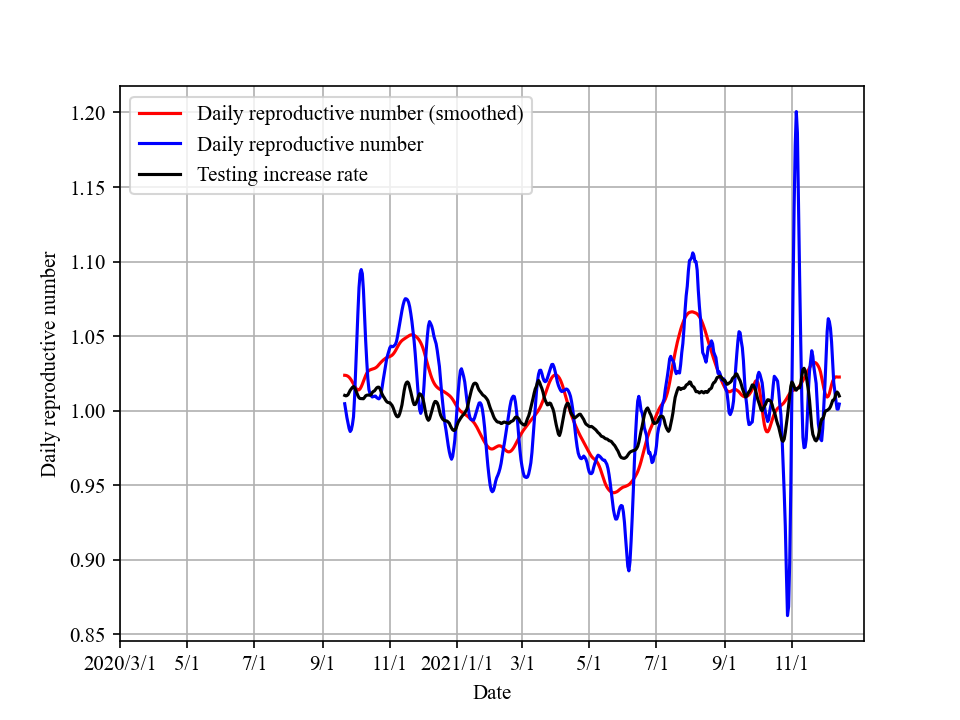 Daily reproductive number (smoothed)
Daily reproductive number
Testing increase rate
Daily reproductive number
1.20
1.15
1.10
1.05
1.00
0.95
0.90
0.85
2020/3/1 5/1 7/1 9/1 11/1 2021/1/1 3/1 5/1 7/1 9/1 11/1
Date